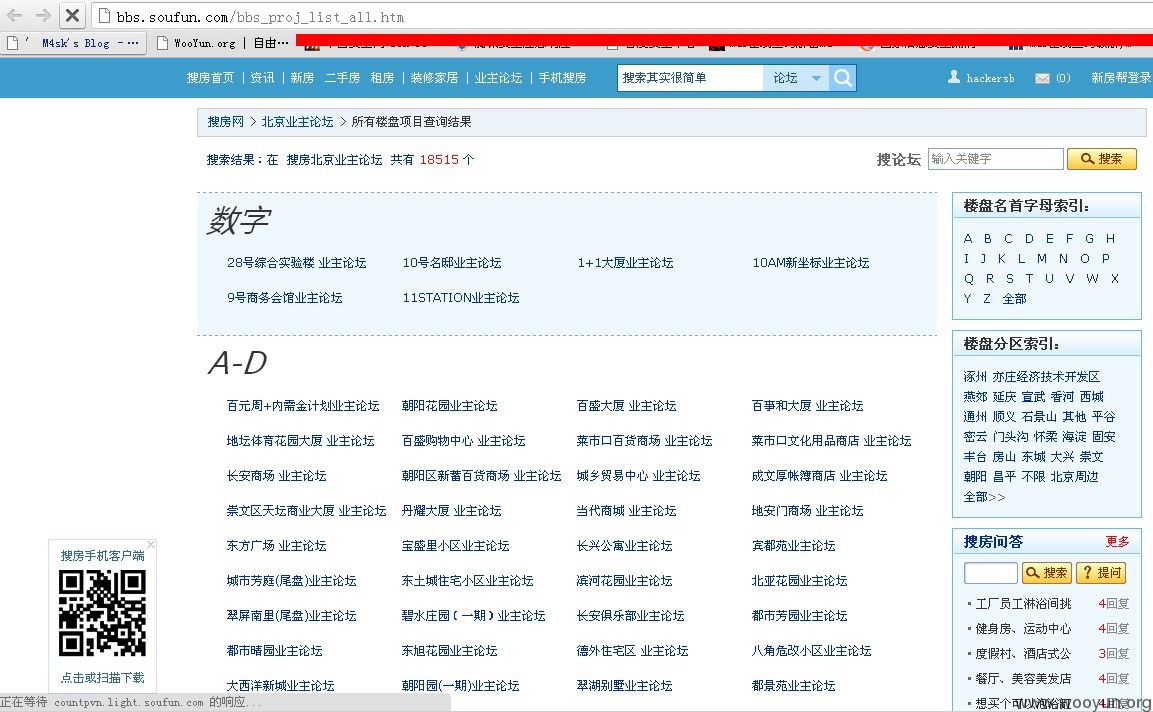 bbs.soufun.com/bbs_proj_list_all.htm
' M4sk's Blog - … WooYun.org | 自由…
搜房首页 | 资讯 | 新房 二手房 租房 | 装修家居 | 业主论坛 | 手机搜房 搜索其实很简单 论坛 hackersb (0) 新房帮登录
搜房网 > 北京业主论坛 > 所有楼盘项目查询结果
搜索结果：在 搜房北京业主论坛 共有 18515 个 搜论坛 输入关键字 搜索
数字
28号综合实验楼 业主论坛 10号名邸业主论坛 1+1大厦业主论坛 10AM新坐标业主论坛
9号商务会馆业主论坛 11STATION业主论坛
A-D
百元周+内需金计划业主论坛 朝阳花园业主论坛 百盛大厦 业主论坛 百事和大厦 业主论坛
地坛体育花园大厦 业主论坛 百盛购物中心 业主论坛 菜市口百货商场 业主论坛 菜市口文化用品商店 业主论坛
长安商场 业主论坛 朝阳区新蓄百货商场 业主论坛 城乡贸易中心 业主论坛 成文厚帐簿商店 业主论坛
崇文区天坛商业大厦 业主论坛 丹耀大厦 业主论坛 当代商城 业主论坛 地安门商场 业主论坛
东方广场 业主论坛 宝盛里小区业主论坛 长兴公寓业主论坛 宾都苑业主论坛
城市芳庭(尾盘)业主论坛 东土城住宅小区业主论坛 滨河花园业主论坛 北亚花园业主论坛
翠屏南里(尾盘)业主论坛 碧水庄园(一期)业主论坛 长安俱乐部业主论坛 都市芳园业主论坛
都市晴园业主论坛 东旭花园业主论坛 德外住宅区 业主论坛 八角危改小区业主论坛
大西洋新城业主论坛 朝阳园(一期)业主论坛 翠湖别墅业主论坛 都景苑业主论坛
楼盘名首字母索引：
A B C D E F G H
I J K L M N O P
Q R S T U V W X
Y Z 全部
楼盘分区索引：
涿州 亦庄经济技术开发区
燕郊 延庆 宣武 香河 西城
通州 顺义 石景山 其他 平谷
密云 门头沟 怀柔 海淀 固安
丰台 房山 东城 大兴 崇文
朝阳 昌平 不限 北京周边
全部>>
搜房问答 更多
搜索 ? 提问
· 工厂员工淋浴间挑 4回复
· 健身房、运动中心 4回复
· 度假村、酒店式公 3回复
· 餐厅、美容美发店 4回复
· 想买个可以泡浴缸 4回复
搜房手机客户端
点击或扫描下载
正在等待 countpvn.light.soufun.com 的响应...
www.wooyun.org